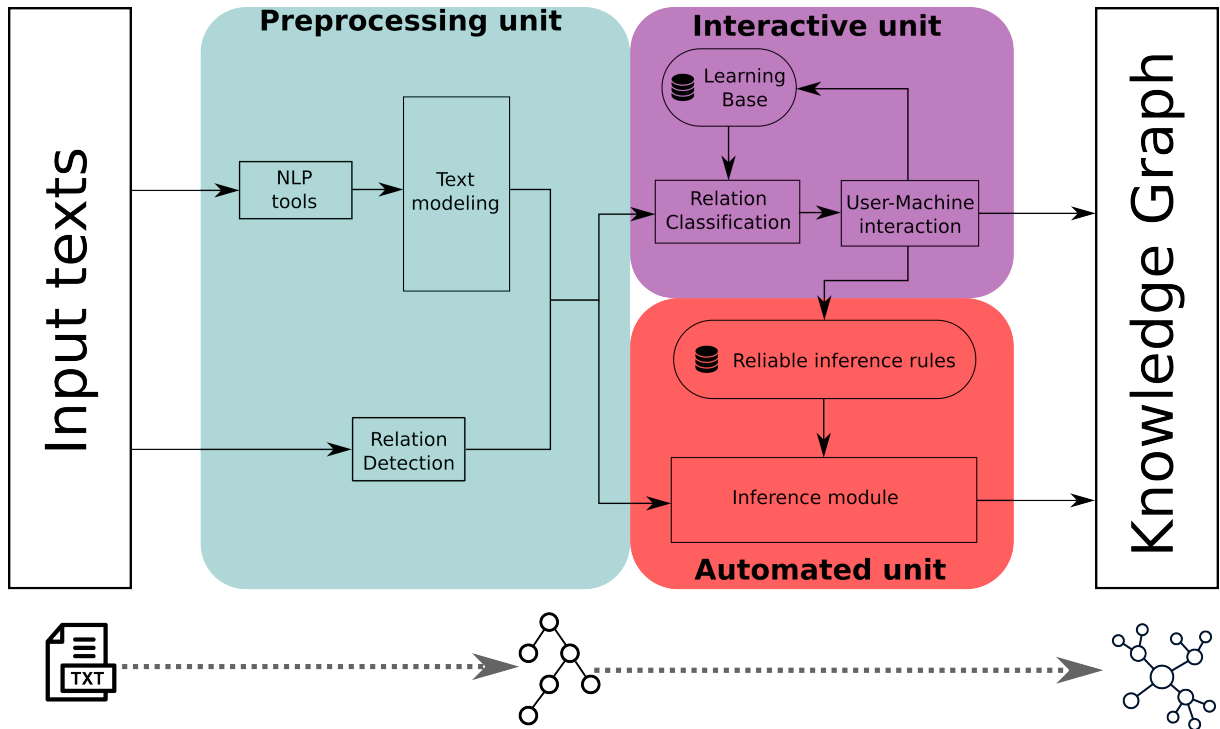 Preprocessing unit
Interactive unit
Input texts
NLP
tools
Text
modeling
Relation
Detection
Learning
Base
Relation
Classification
User-Machine
interaction
Reliable inference rules
Inference module
Automated unit
Knowledge Graph
TXT